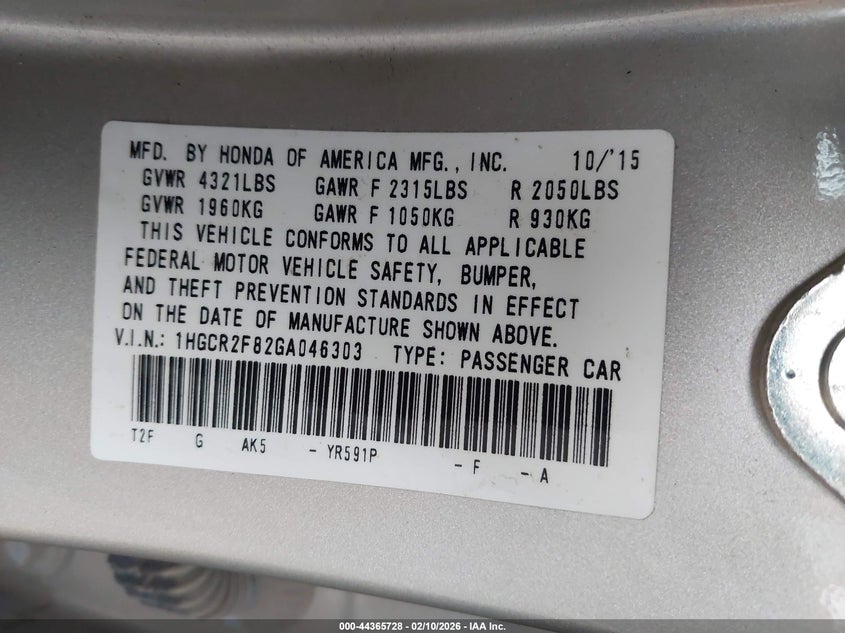 MFD. BY HONDA OF AMERICA MFG., INC. 10/'15
GVWR 4321LBS GAWR F 2315LBS R 2050LBS
GVWR 1960KG GAWR F 1050KG R 930KG
THIS VEHICLE CONFORMS TO ALL APPLICABLE
FEDERAL MOTOR VEHICLE SAFETY, BUMPER,
AND THEFT PREVENTION STANDARDS IN EFFECT
ON THE DATE OF MANUFACTURE SHOWN ABOVE.
V.I.N.: 1HGCR2F82GA046303 TYPE: PASSENGER CAR
T2F G AK5 - YR591P - F - A
000-44365728 - 02/10/2026 - IAA Inc.